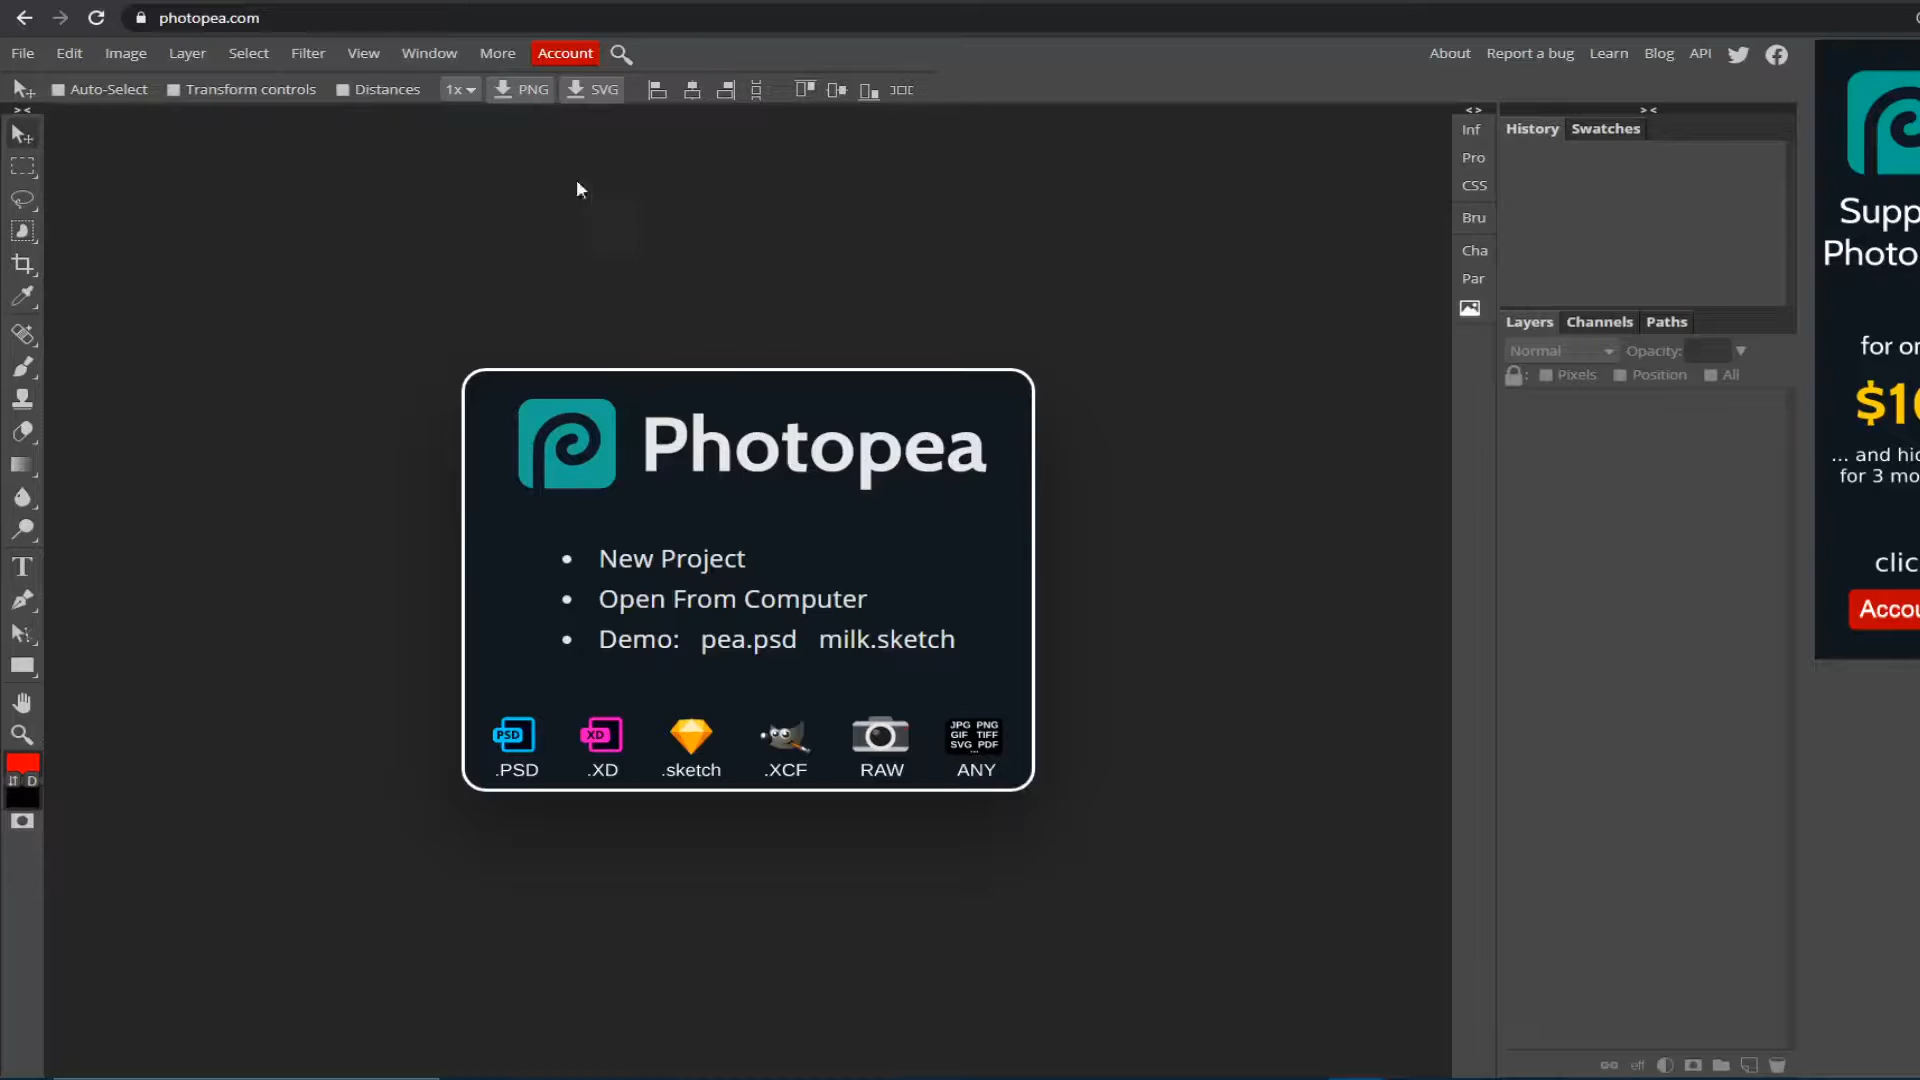 photopea.com
File Edit Image Layer Select Filter View Window More Account
About Report a bug Learn Blog API
Auto-Select Transform controls Distances 1x PNG SVG
> < < > > <
Inf
Pro
CSS
Bru
Cha
Par
History Swatches
Layers Channels Paths
Normal Opacity:
: Pixels Position All
Photopea
• New Project
• Open From Computer
• Demo: pea.psd milk.sketch
PSD XD JPG PNG
GIF TIFF
SVG PDF
...
.PSD .XD .sketch .XCF RAW ANY
T
D
eff
Supp
Photo
for on
$10
... and hid
for 3 mo
clic
Accou